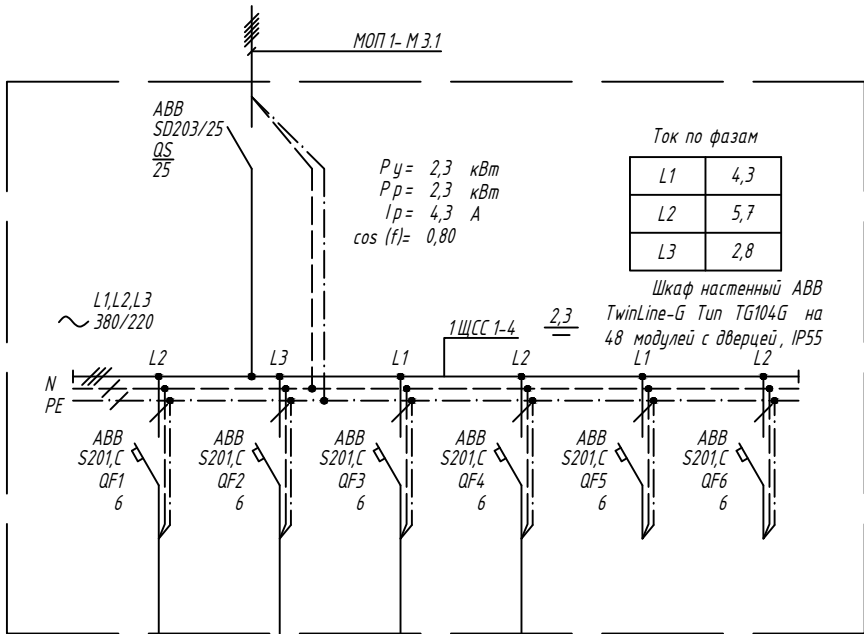 МОП 1- М 3.1
ABB
SD203/25
QS
25
Ру= 2,3 кВт
Рр= 2,3 кВт
Iр= 4,3 А
cos (f)= 0,80
Ток по фазам
L1 4,3
L2 5,7
L3 2,8
Шкаф настенный ABB
TwinLine-G Тип TG104G на
48 модулей с дверцей, IP55
L1,L2,L3
380/220
1ЩСС 1-4
2,3
L2 L3 L1 L2 L1 L2
N
PE
ABB
S201,C
QF1
6
ABB
S201,C
QF2
6
ABB
S201,C
QF3
6
ABB
S201,C
QF4
6
ABB
S201,C
QF5
6
ABB
S201,C
QF6
6